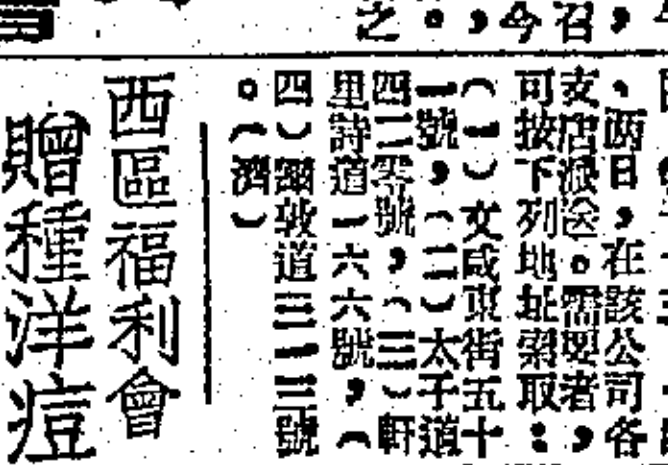 召
今，
。
之
、兩日，在該公司各
支店派送。需要者，
可按下列地址索取：
（一）文咸東街五十
一號，（二）太子道
四二零號，（三）軒
里詩道一六六號，（
四）彌敦道三一三號
。（濟）
西區福利會
贈種洋痘